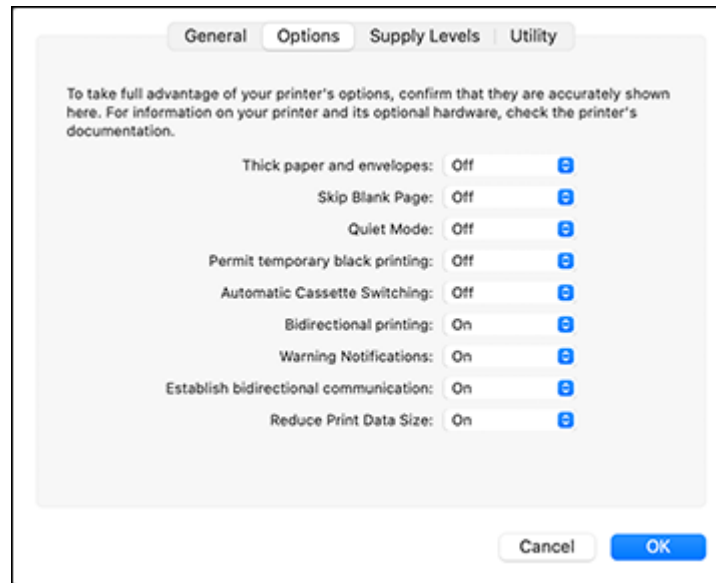 General Options Supply Levels Utility
To take full advantage of your printer's options, confirm that they are accurately shown
here. For information on your printer and its optional hardware, check the printer's
documentation.
Thick paper and envelopes: Off
Skip Blank Page: Off
Quiet Mode: Off
Permit temporary black printing: Off
Automatic Cassette Switching: Off
Bidirectional printing: On
Warning Notifications: On
Establish bidirectional communication: On
Reduce Print Data Size: On
Cancel OK